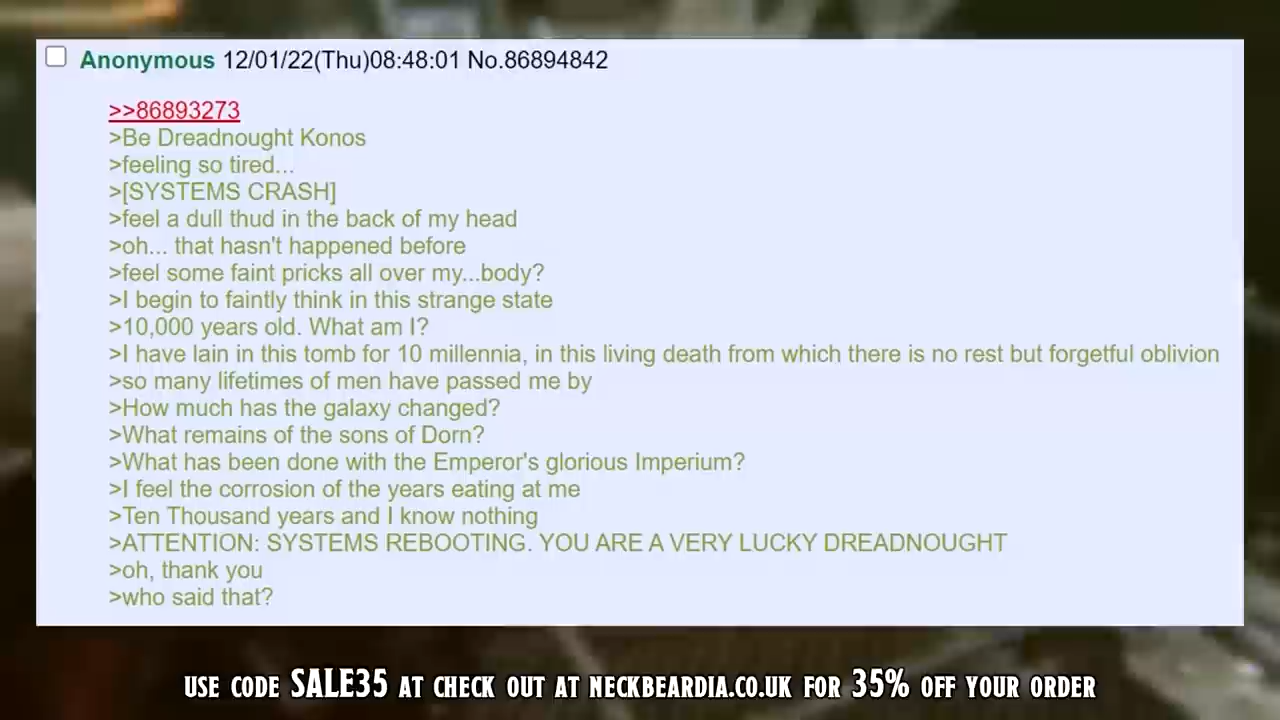 Anonymous 12/01/22(Thu)08:48:01 No.86894842
>>86893273
>Be Dreadnought Konos
>feeling so tired...
>[SYSTEMS CRASH]
>feel a dull thud in the back of my head
>oh... that hasn't happened before
>feel some faint pricks all over my...body?
>I begin to faintly think in this strange state
>10,000 years old. What am I?
>I have lain in this tomb for 10 millennia, in this living death from which there is no rest but forgetful oblivion
>so many lifetimes of men have passed me by
>How much has the galaxy changed?
>What remains of the sons of Dorn?
>What has been done with the Emperor's glorious Imperium?
>I feel the corrosion of the years eating at me
>Ten Thousand years and I know nothing
>ATTENTION: SYSTEMS REBOOTING. YOU ARE A VERY LUCKY DREADNOUGHT
>oh, thank you
>who said that?
USE CODE SALE35 AT CHECK OUT AT NECKBEARDIA.CO.UK FOR 35% OFF YOUR ORDER